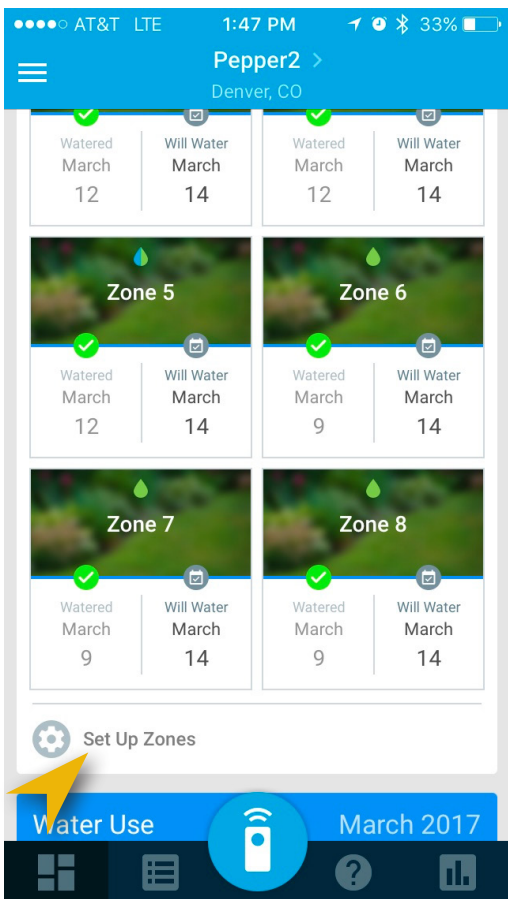 AT&T LTE 1:47 PM 33%
Pepper2 >
Denver, CO
Watered Will Water Watered Will Water
March March March March
12 14 12 14
Zone 5 Zone 6
Watered Will Water Watered Will Water
March March March March
12 14 9 14
Zone 7 Zone 8
Watered Will Water Watered Will Water
March March March March
9 14 9 14
Set Up Zones
Water Use March 2017
?